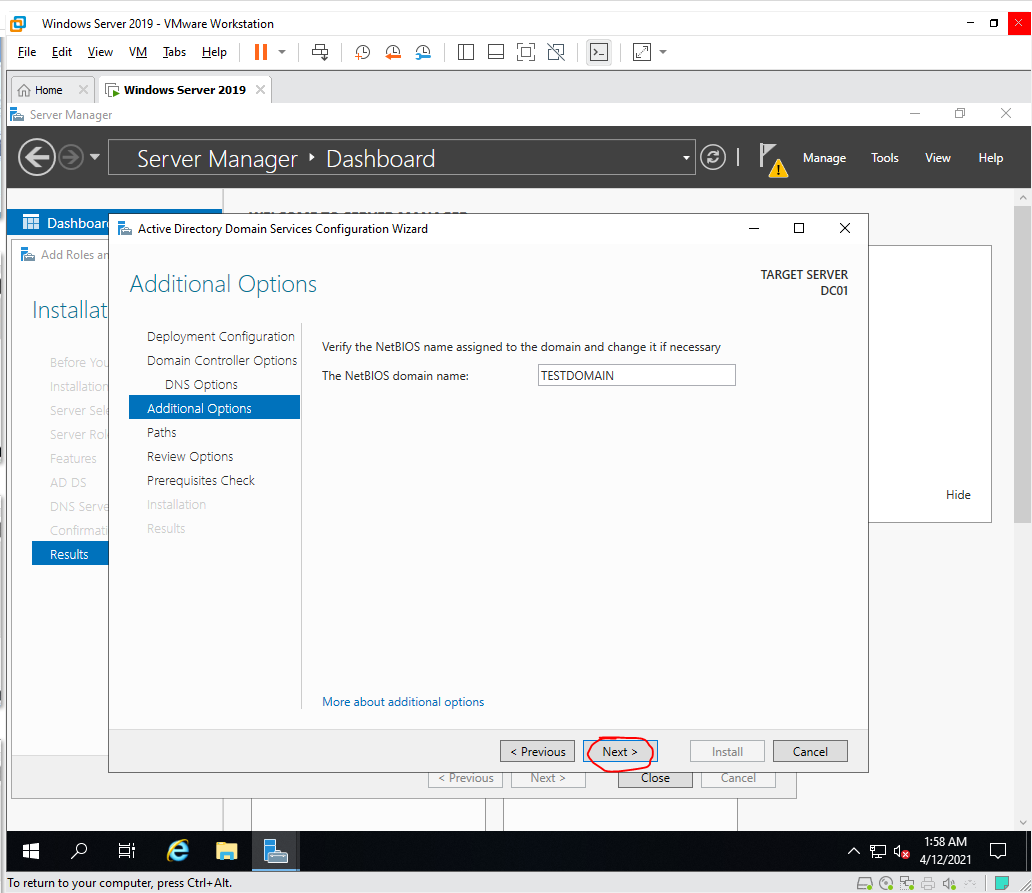 Windows Server 2019 - VMware Workstation
File Edit View VM Tabs Help
Home Windows Server 2019
Server Manager
Server Manager Dashboard
Manage Tools View Help
Dashboard
Active Directory Domain Services Configuration Wizard
Add Roles
Additional Options
TARGET SERVER
DC01
Installat
Deployment Configuration
Domain Controller Options
DNS Options
Additional Options
Paths
Review Options
Prerequisites Check
Installation
Results
Verify the NetBIOS name assigned to the domain and change it if necessary
The NetBIOS domain name: TESTDOMAIN
Before You
Installation
Server Sele
Server Rol
Features
AD DS
DNS Serve
Confirmati
Results
Hide
More about additional options
< Previous Next > Install Cancel
< Previous Next > Close Cancel
1:58 AM
4/12/2021
To return to your computer, press Ctrl+Alt.